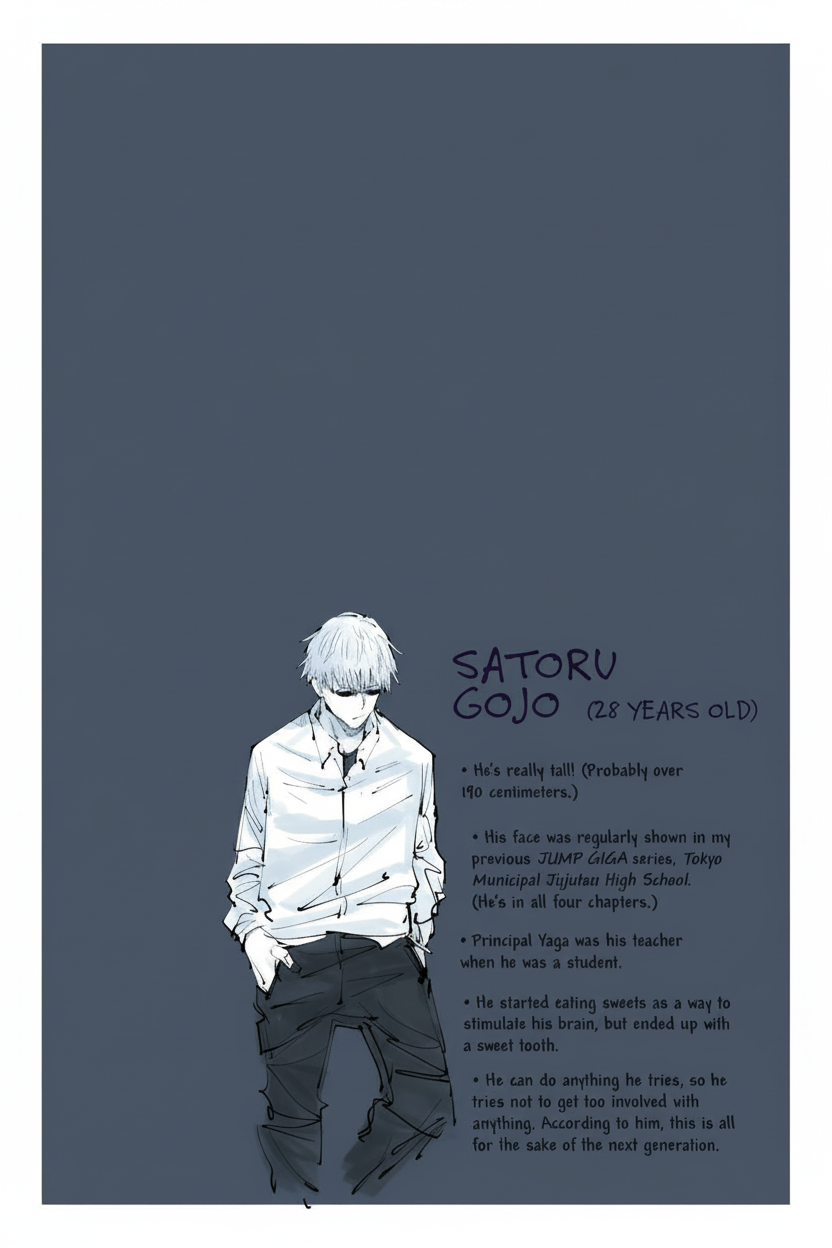 SATORU
GOJO (28 YEARS OLD)
• He's really tall! (Probably over
190 centimeters.)
• His face was regularly shown in my
previous JUMP GIGA series, Tokyo
Municipal Jujutsu High School.
(He's in all four chapters.)
• Principal Yaga was his teacher
when he was a student.
• He started eating sweets as a way to
stimulate his brain, but ended up with
a sweet tooth.
• He can do anything he tries, so he
tries not to get too involved with
anything. According to him, this is all
for the sake of the next generation.